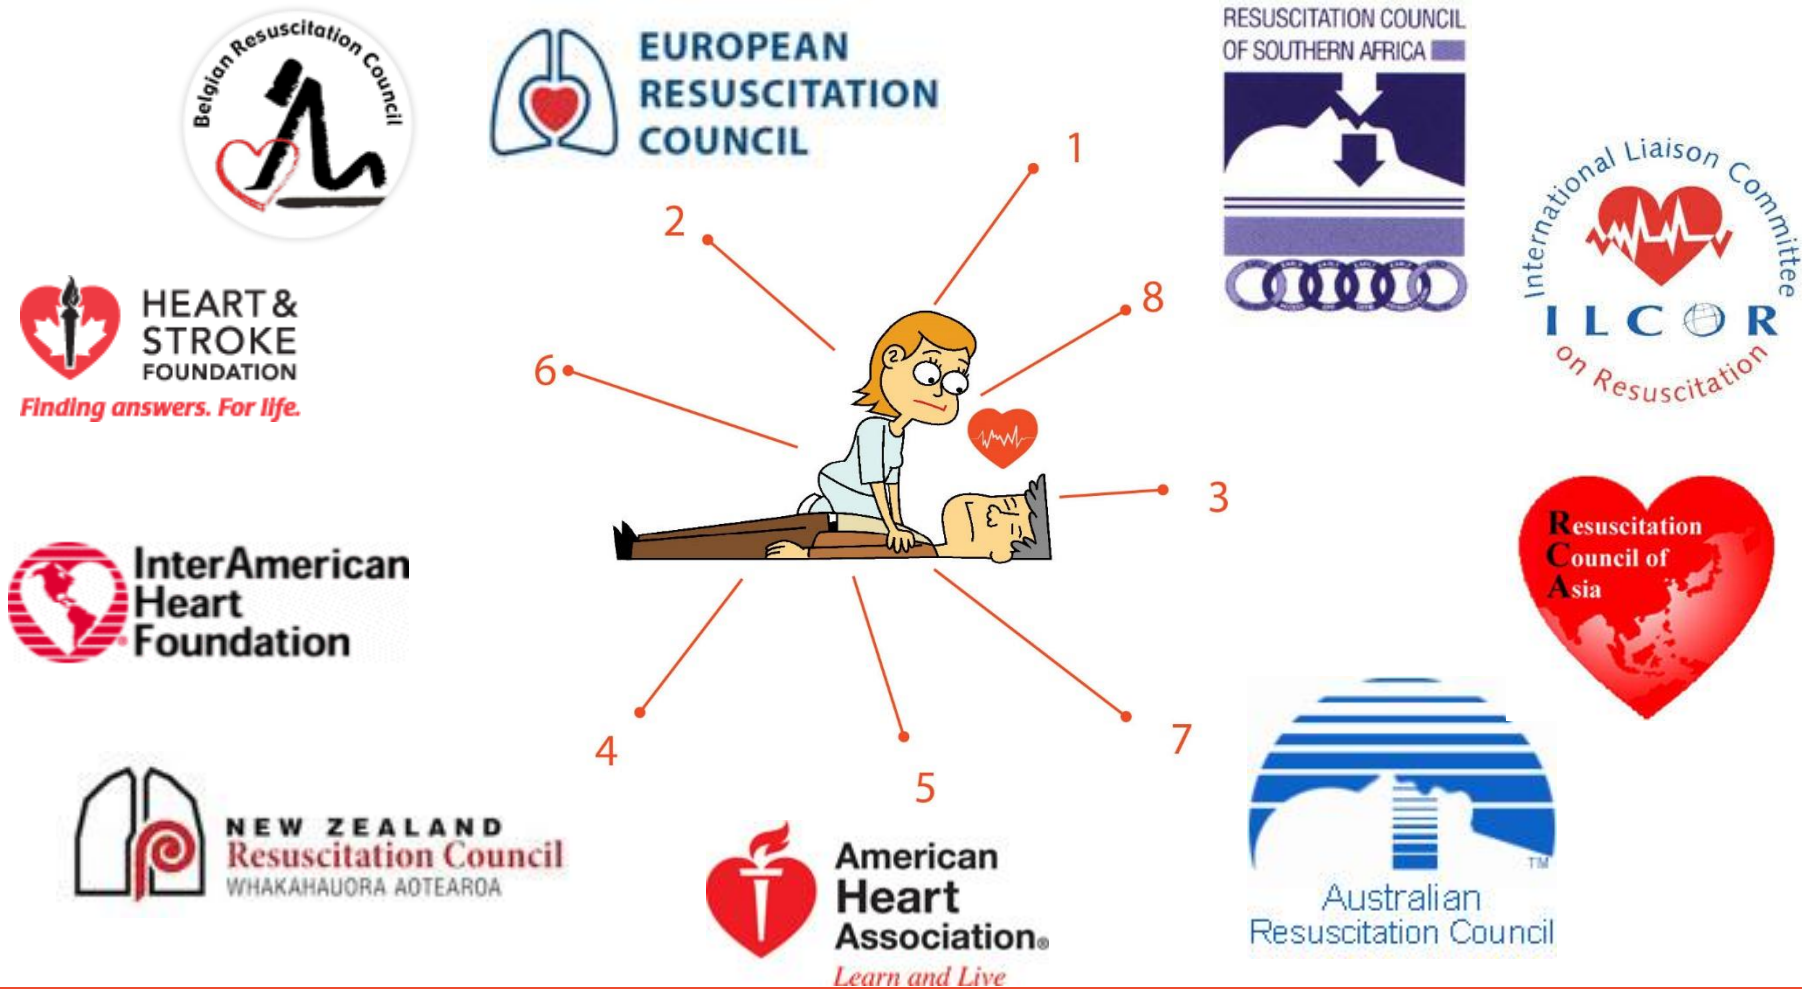 Belgian Resuscitation Council
EUROPEAN
RESUSCITATION
COUNCIL
RESUSCITATION COUNCIL
OF SOUTHERN AFRICA
International Liaison Committee
ILCOR
on Resuscitation
1
2
8
6
3
HEART &
STROKE
FOUNDATION
Finding answers. For life.
Resuscitation
Council of
Asia
InterAmerican
Heart
Foundation®
4
5
7
NEW ZEALAND
Resuscitation Council
WHAKAHAUORA AOTEAROA
American
Heart
Association®
Learn and Live
TM
Australian
Resuscitation Council